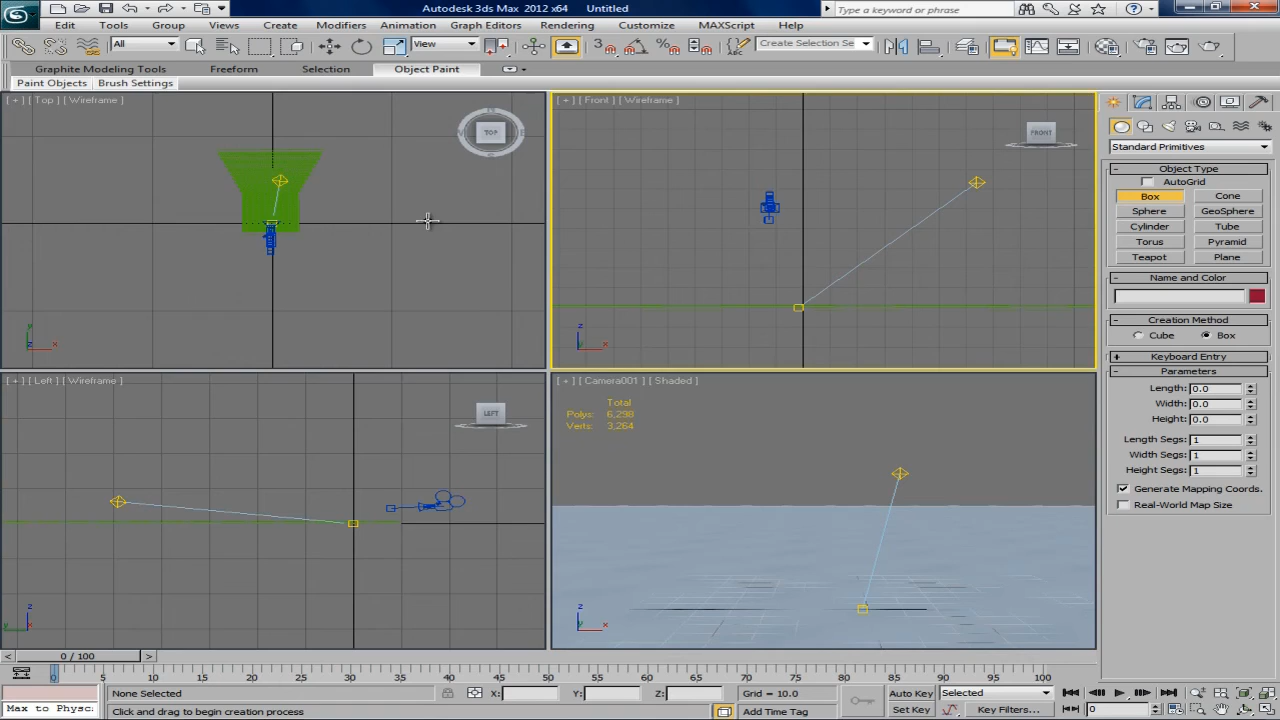 Autodesk 3ds Max 2012 x64 Untitled
Type a keyword or phrase
Edit Tools Group Views Create Modifiers Animation Graph Editors Rendering Customize MAXScript Help
All View Create Selection Se
Graphite Modeling Tools Freeform Selection Object Paint
Paint Objects Brush Settings
[ + ] [ Top ] [ Wireframe ]
TOP
[ + ] [ Front ] [ Wireframe ]
FRONT
[ + ] [ Left ] [ Wireframe ]
LEFT
[ + ] [ Camera001 ] [ Shaded ]
Total
Polys: 6,298
Verts: 3,264
Standard Primitives
Object Type
AutoGrid
Box Cone
Sphere GeoSphere
Cylinder Tube
Torus Pyramid
Teapot Plane
Name and Color
Creation Method
Cube Box
Keyboard Entry
Parameters
Length: 0.0
Width: 0.0
Height: 0.0
Length Segs: 1
Width Segs: 1
Height Segs: 1
Generate Mapping Coords.
Real-World Map Size
0 / 100
0 5 10 15 20 25 30 35 40 45 50 55 60 65 70 75 80 85 90 95 100
None Selected X: Y: Z: Grid = 10.0 Auto Key Selected
Max to Physc. Click and drag to begin creation process Add Time Tag Set Key Key Filters... 0